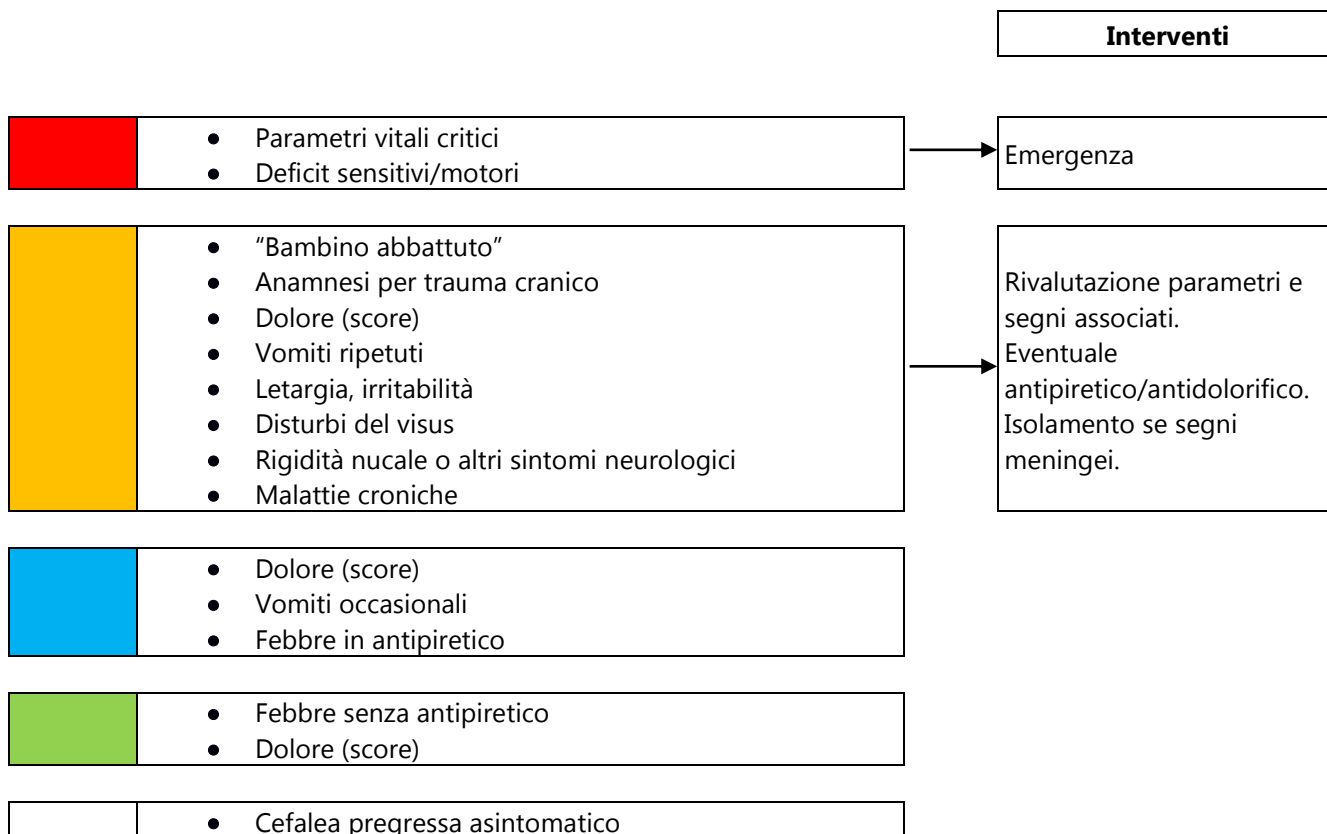 Interventi
Parametri vitali critici
Deficit sensitivi/motori
Emergenza
“Bambino abbattuto”
Anamnesi per trauma cranico
Dolore (score)
Vomiti ripetuti
Letargia, irritabilità
Disturbi del visus
Rigidità nucale o altri sintomi neurologici
Malattie croniche
Rivalutazione parametri e
segni associati.
Eventuale
antipiretico/antidolorifico.
Isolamento se segni
meningei.
Dolore (score)
Vomiti occasionali
Febbre in antipiretico
Febbre senza antipiretico
Dolore (score)
Cefalea pregressa asintomatico